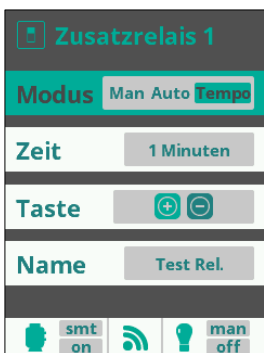 Zusatzrelais 1
Modus Man Auto Tempo
Zeit 1 Minuten
Taste + −
Name Test Rel.
smt man
on off